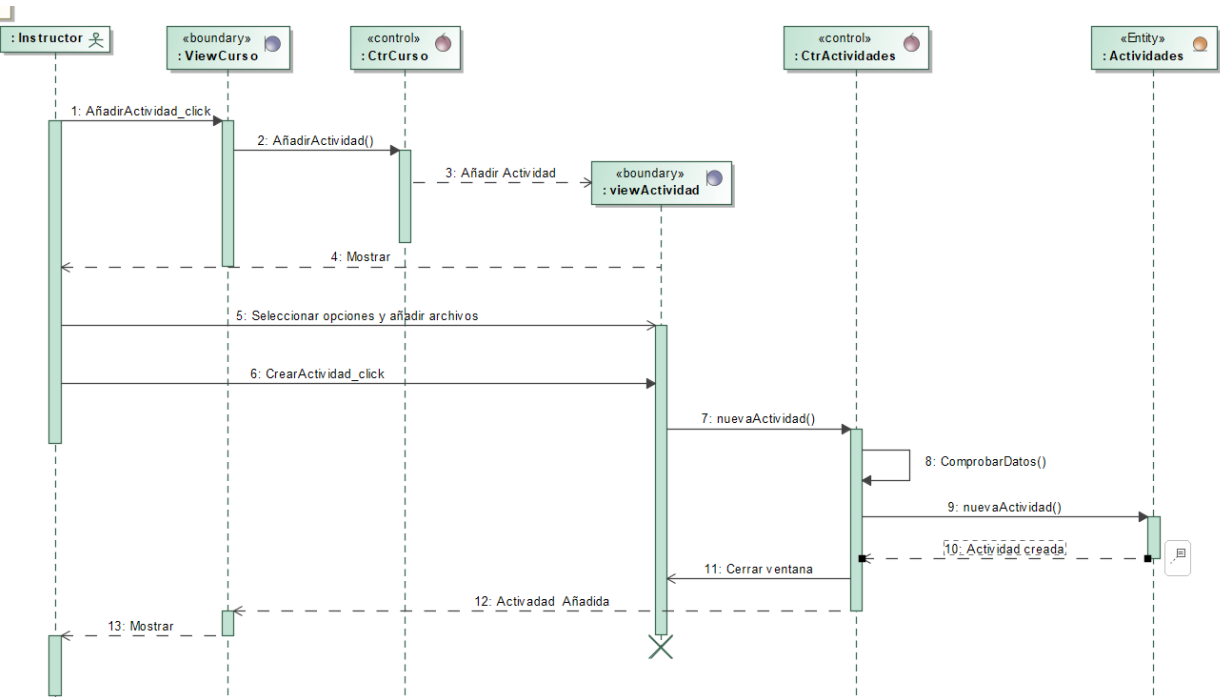 : Instructor
«boundary»
: ViewCurso
«control»
: CtrCurso
«control»
: CtrActividades
«Entity»
: Actividades
1: AñadirActividad_click
2: AñadirActividad()
3: Añadir Actividad
«boundary»
: viewActividad
4: Mostrar
5: Seleccionar opciones y añadir archivos
6: CrearActividad_click
7: nuevaActividad()
8: ComprobarDatos()
9: nuevaActividad()
10: Actividad creada
11: Cerrar ventana
12: Activadad Añadida
13: Mostrar